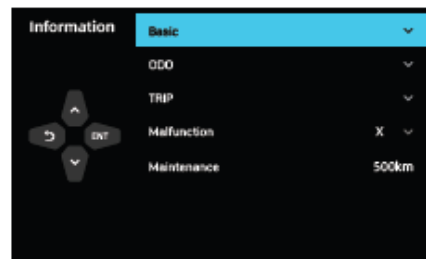 Information
Basic
ODO
TRIP
Malfunction X
Maintenance 500km
ENT